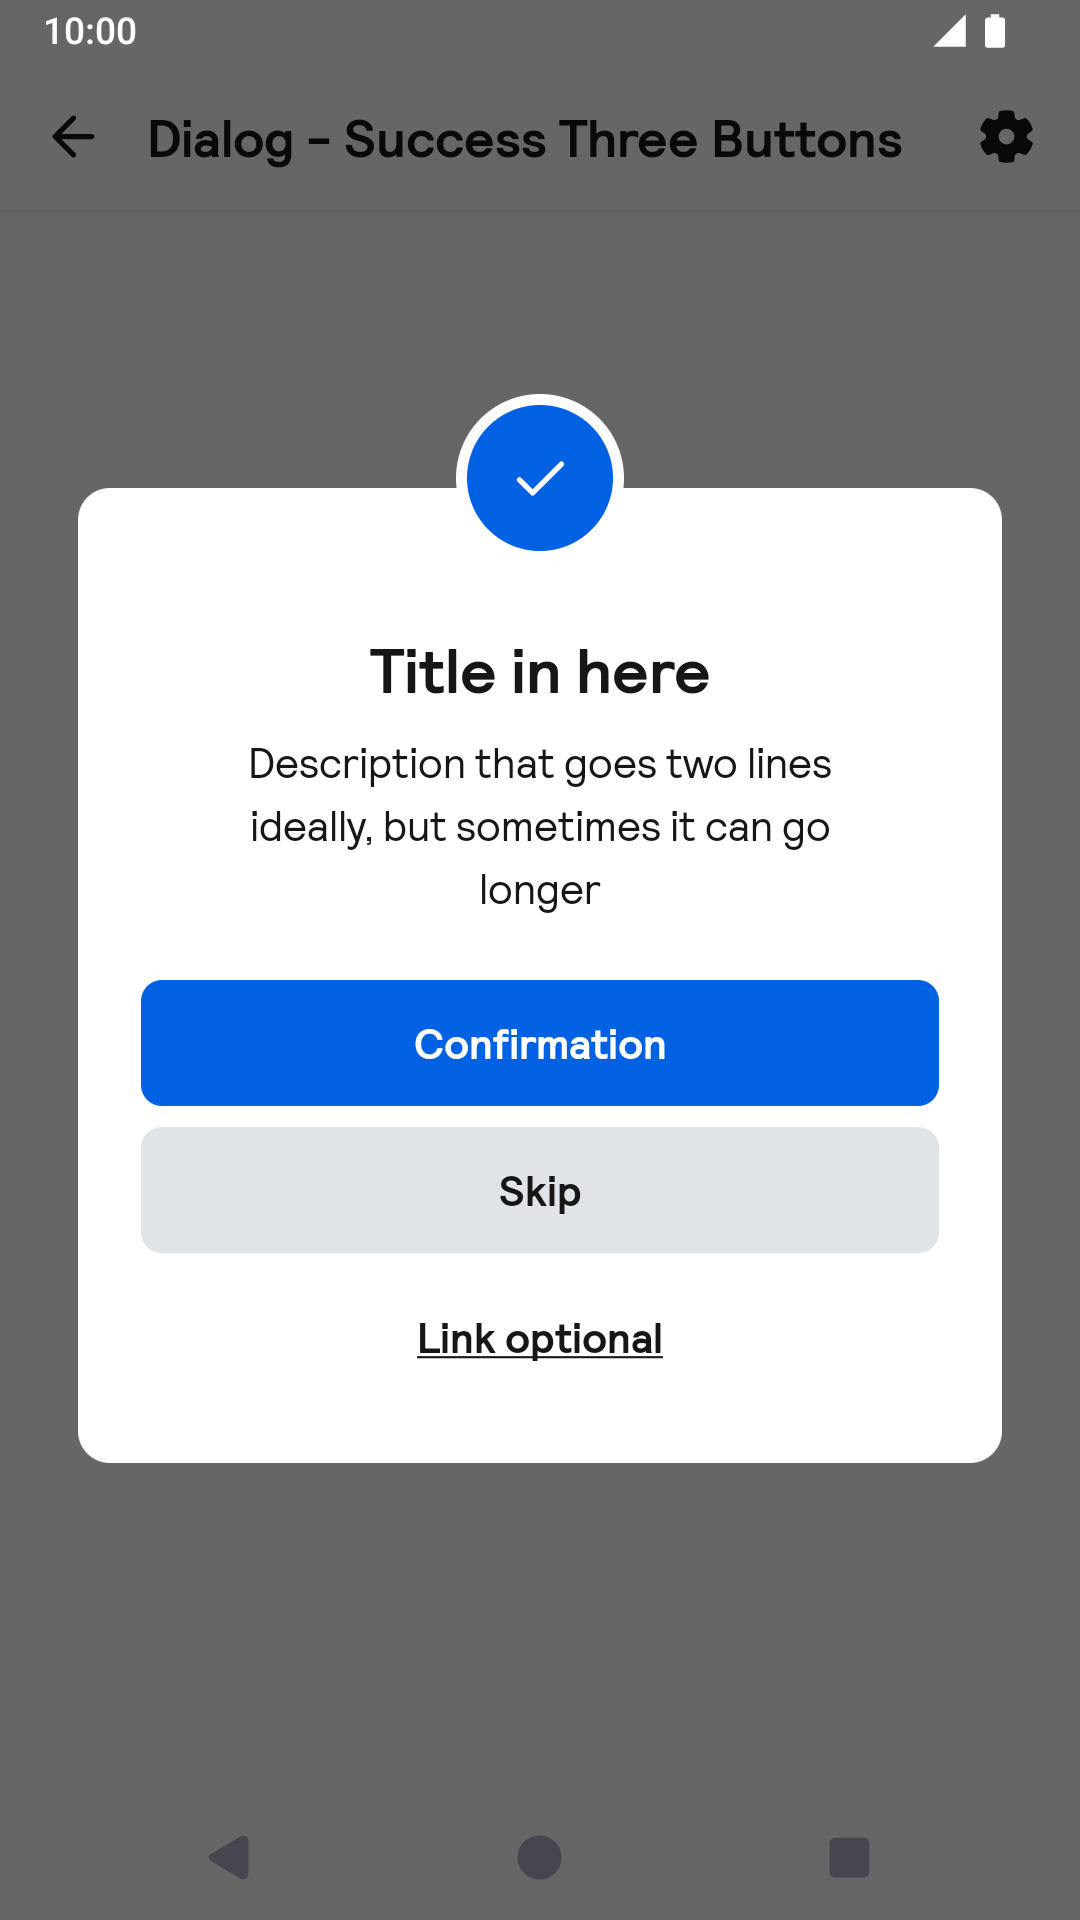 10:00
Dialog - Success Three Buttons
Title in here
Description that goes two lines
ideally, but sometimes it can go
longer
Confirmation
Skip
Link optional